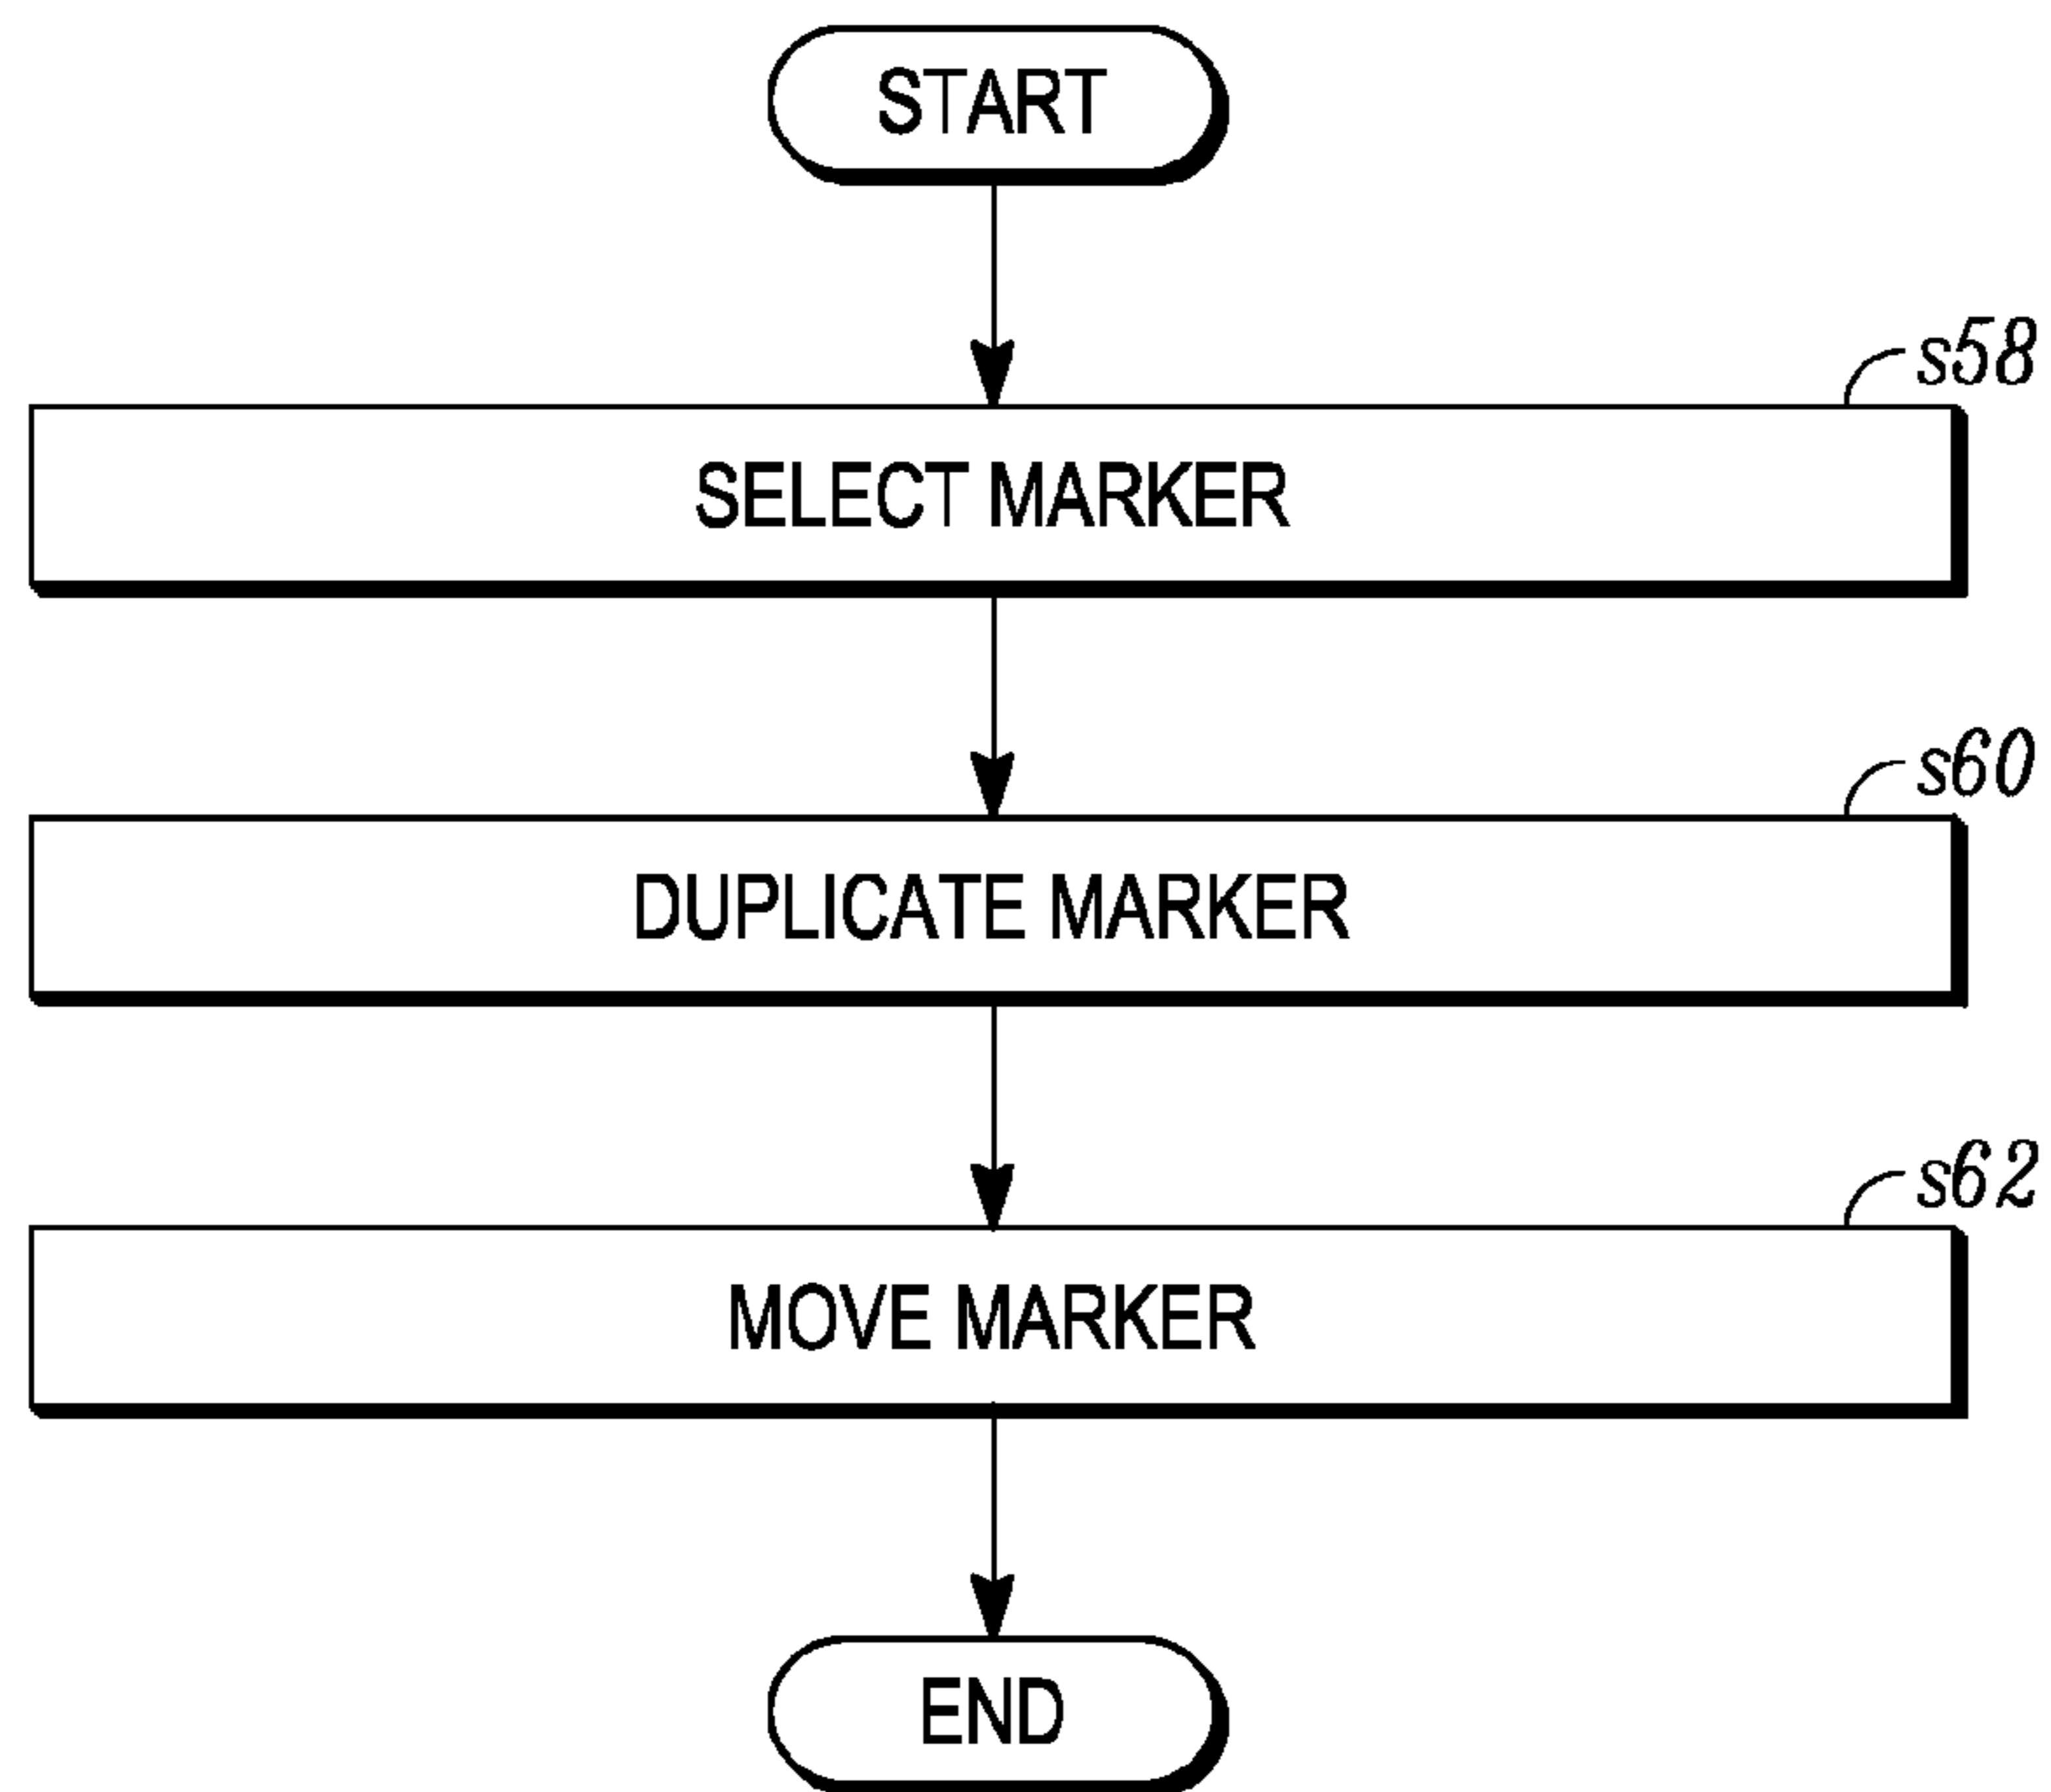 START
s58
SELECT MARKER
s60
DUPLICATE MARKER
s62
MOVE MARKER
END